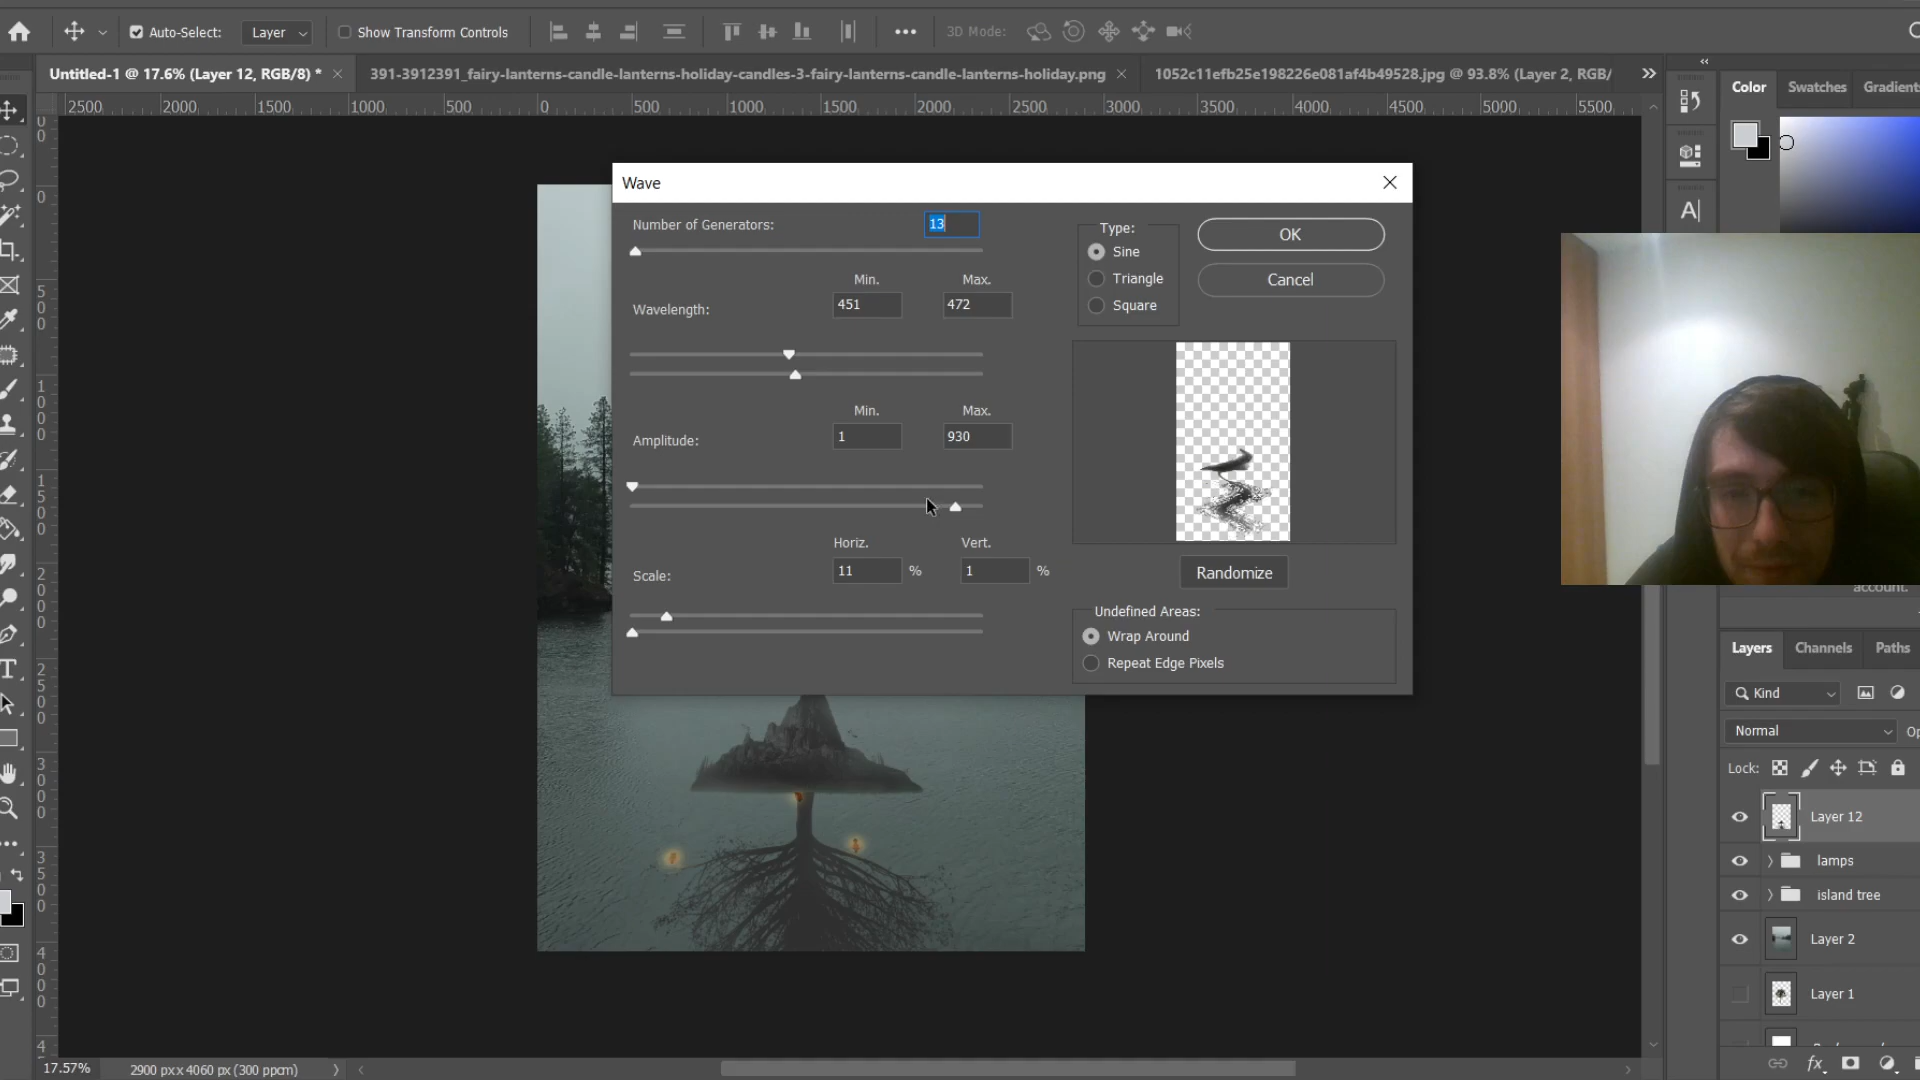 Auto-Select:
Layer
Show Transform Controls
3D Mode:
Untitled-1 @ 17.6% (Layer 12, RGB/8) *
391-3912391_fairy-lanterns-candle-lanterns-holiday-candles-3-fairy-lanterns-candle-lanterns-holiday.png
1052c11efb25e198226e081af4b49528.jpg @ 93.8% (Layer 2, RGB/
2500 2000 1500 1000 500 0 500 1000 1500 2000 2500 3000 3500 4000 4500 5000 5500
Color
Swatches
Gradient
Wave
Number of Generators:
13
Min.
Max.
Wavelength:
451
472
Min.
Max.
Amplitude:
1
930
Horiz.
Vert.
Scale:
11 %
1 %
Type:
Sine
Triangle
Square
OK
Cancel
Randomize
Undefined Areas:
Wrap Around
Repeat Edge Pixels
account.
Layers
Channels
Paths
Kind
Normal
Op
Lock:
Layer 12
lamps
island tree
Layer 2
Layer 1
fx
17.57%
2900 px x 4060 px (300 ppcm)